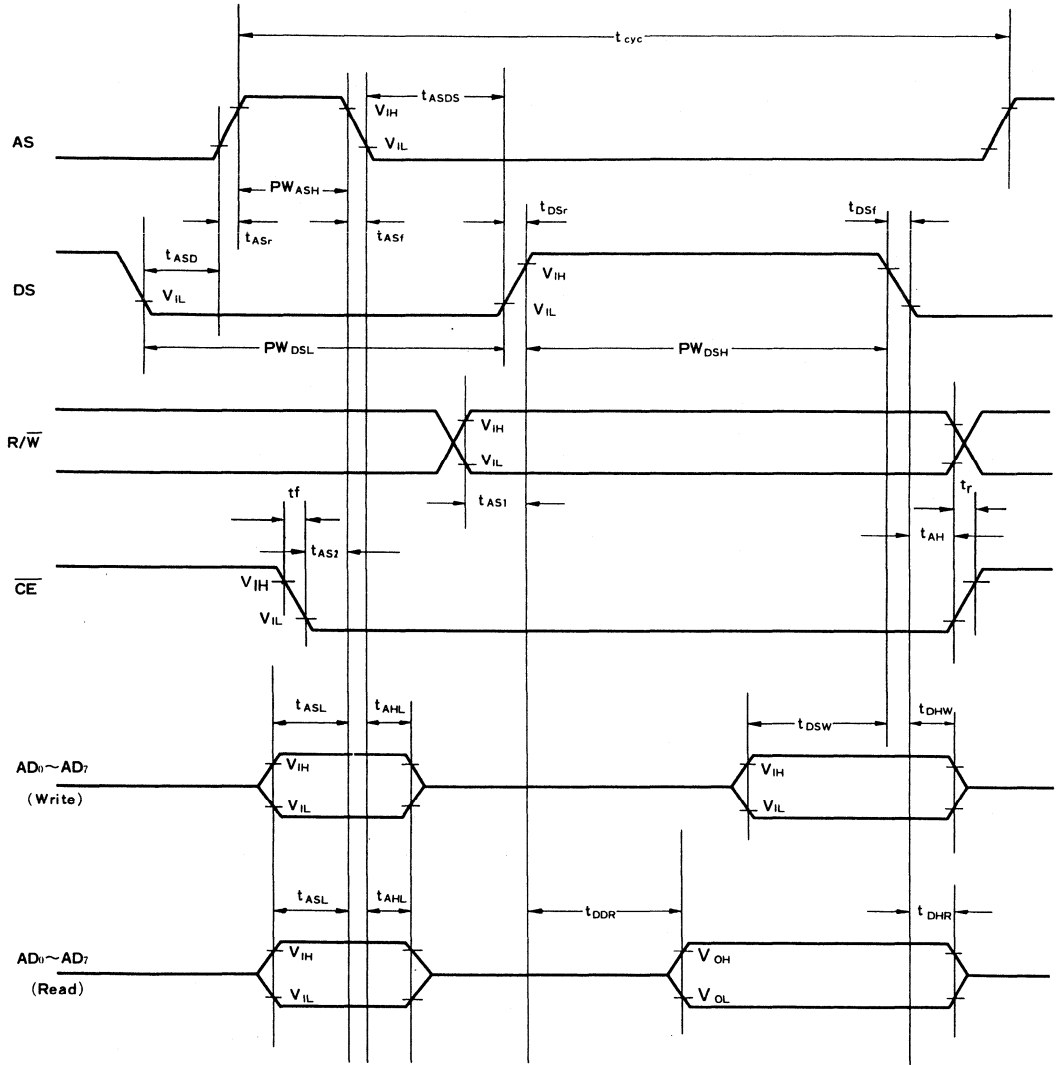 tcyc
tASDS
VIH
AS
VIL
PWASH
tDSr
tDSf
tASr
tASf
tASD
VIH
DS
VIL
VIL
PWDSL
PWDSH
VIH
R/W̅
VIL
tf
tAS1
tr
tAS2
tAH
VIH
C̅E̅
VIL
tASL
tAHL
tDSW
tDHW
AD0~AD7
VIH
VIH
(Write)
VIL
VIL
tASL
tAHL
tDDR
tDHR
AD0~AD7
VIH
VOH
(Read)
VIL
VOL